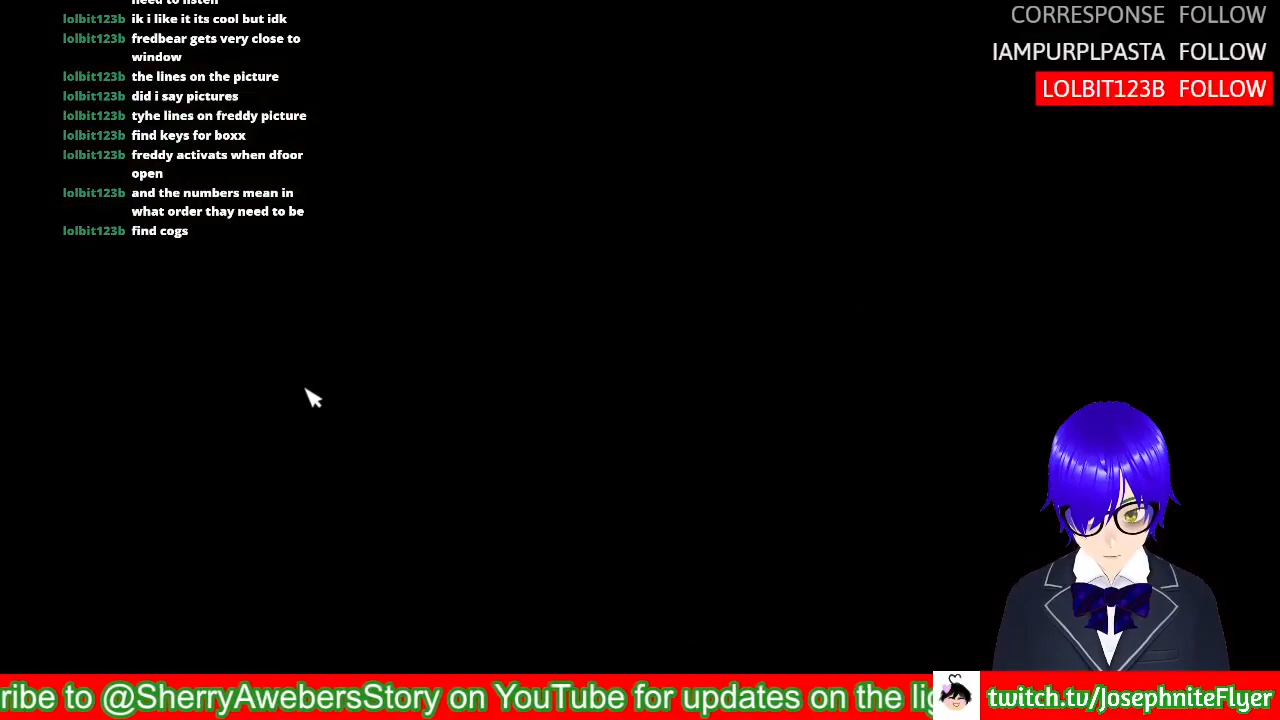 need to listen
lolbit123b ik i like it its cool but idk
lolbit123b fredbear gets very close to
window
lolbit123b the lines on the picture
lolbit123b did i say pictures
lolbit123b tyhe lines on freddy picture
lolbit123b find keys for boxx
lolbit123b freddy activats when dfoor
open
lolbit123b and the numbers mean in
what order thay need to be
lolbit123b find cogs
CORRESPONSE FOLLOW
IAMPURPLPASTA FOLLOW
LOLBIT123B FOLLOW
ribe to @SherryAwebersStory on YouTube for updates on the lig
twitch.tv/JosephniteFlyer